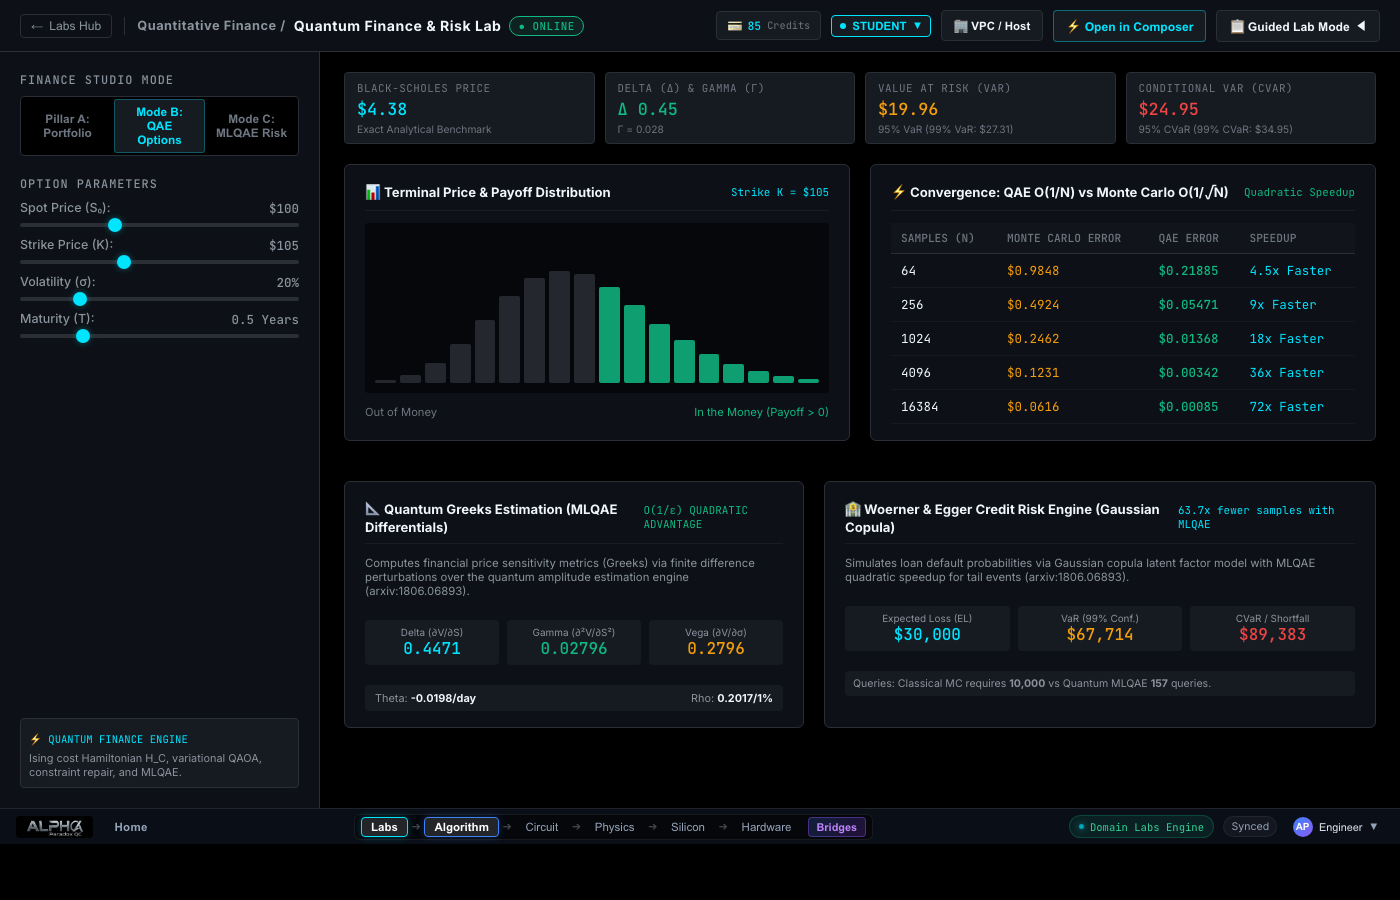 ← Labs Hub
Quantitative Finance / Quantum Finance & Risk Lab
● ONLINE
💳 85 Credits
● STUDENT ▼
🏢 VPC / Host
⚡ Open in Composer
📋 Guided Lab Mode ◀
FINANCE STUDIO MODE
Pillar A:
Portfolio
Mode B:
QAE
Options
Mode C:
MLQAE Risk
OPTION PARAMETERS
Spot Price (S₀): $100
Strike Price (K): $105
Volatility (σ): 20%
Maturity (T): 0.5 Years
⚡ QUANTUM FINANCE ENGINE
Ising cost Hamiltonian H_C, variational QAOA,
constraint repair, and MLQAE.
BLACK-SCHOLES PRICE
$4.38
Exact Analytical Benchmark
DELTA (Δ) & GAMMA (Γ)
Δ 0.45
Γ = 0.028
VALUE AT RISK (VAR)
$19.96
95% VaR (99% VaR: $27.31)
CONDITIONAL VAR (CVAR)
$24.95
95% CVaR (99% CVaR: $34.95)
📊 Terminal Price & Payoff Distribution
Strike K = $105
Out of Money
In the Money (Payoff > 0)
⚡ Convergence: QAE O(1/N) vs Monte Carlo O(1/√N)
Quadratic Speedup
SAMPLES (N) MONTE CARLO ERROR QAE ERROR SPEEDUP
64 $0.9848 $0.21885 4.5x Faster
256 $0.4924 $0.05471 9x Faster
1024 $0.2462 $0.01368 18x Faster
4096 $0.1231 $0.00342 36x Faster
16384 $0.0616 $0.00085 72x Faster
📐 Quantum Greeks Estimation (MLQAE
Differentials)
O(1/ε) QUADRATIC
ADVANTAGE
Computes financial price sensitivity metrics (Greeks) via finite difference
perturbations over the quantum amplitude estimation engine
(arxiv:1806.06893).
Delta (∂V/∂S)
0.4471
Gamma (∂²V/∂S²)
0.02796
Vega (∂V/∂σ)
0.2796
Theta: -0.0198/day
Rho: 0.2017/1%
🏦 Woerner & Egger Credit Risk Engine (Gaussian
Copula)
63.7x fewer samples with
MLQAE
Simulates loan default probabilities via Gaussian copula latent factor model with MLQAE
quadratic speedup for tail events (arxiv:1806.06893).
Expected Loss (EL)
$30,000
VaR (99% Conf.)
$67,714
CVaR / Shortfall
$89,383
Queries: Classical MC requires 10,000 vs Quantum MLQAE 157 queries.
ALPHA
Paradox QC
Home
Labs → Algorithm → Circuit → Physics → Silicon → Hardware Bridges
● Domain Labs Engine
Synced
AP Engineer ▼